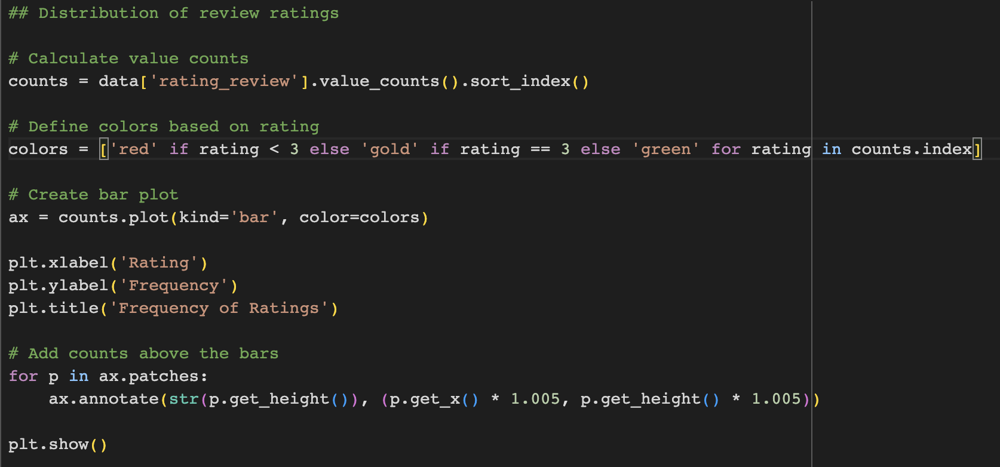 ## Distribution of review ratings
# Calculate value counts
counts = data['rating_review'].value_counts().sort_index()
# Define colors based on rating
colors = ['red' if rating < 3 else 'gold' if rating == 3 else 'green' for rating in counts.index]
# Create bar plot
ax = counts.plot(kind='bar', color=colors)
plt.xlabel('Rating')
plt.ylabel('Frequency')
plt.title('Frequency of Ratings')
# Add counts above the bars
for p in ax.patches:
    ax.annotate(str(p.get_height()), (p.get_x() * 1.005, p.get_height() * 1.005))
plt.show()